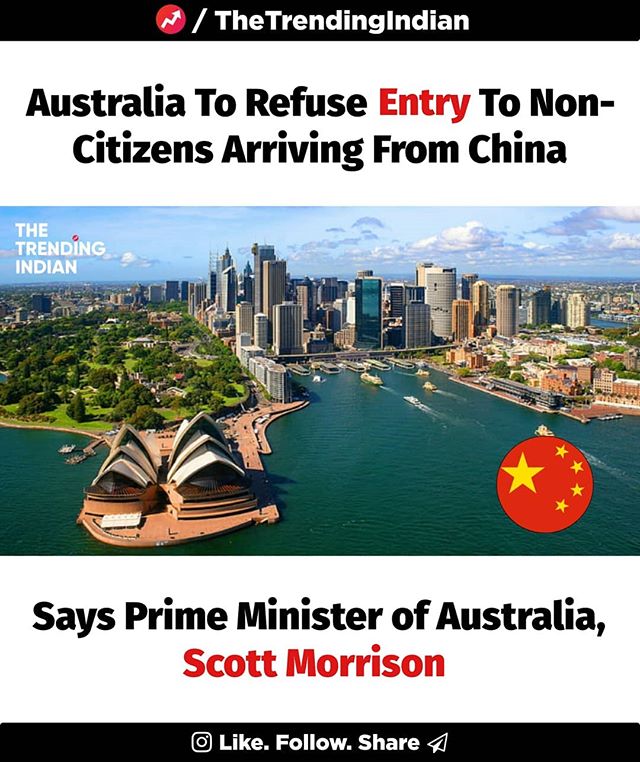 / TheTrendingIndian
Australia To Refuse Entry To Non-
Citizens Arriving From China
THE
TRENDING
INDIAN
Says Prime Minister of Australia,
Scott Morrison
Like. Follow. Share